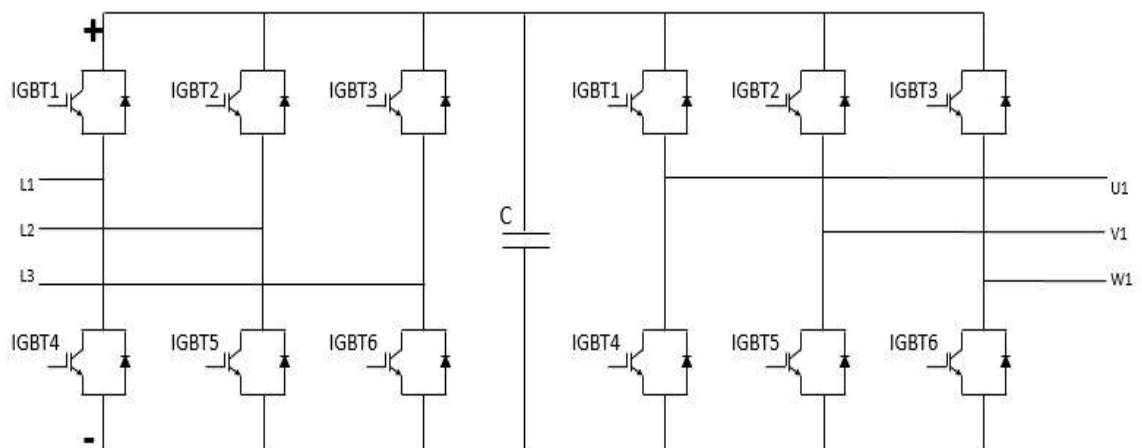 +
IGBT1 IGBT2 IGBT3 IGBT1 IGBT2 IGBT3
L1 U1
L2 C V1
L3 W1
IGBT4 IGBT5 IGBT6 IGBT4 IGBT5 IGBT6
-